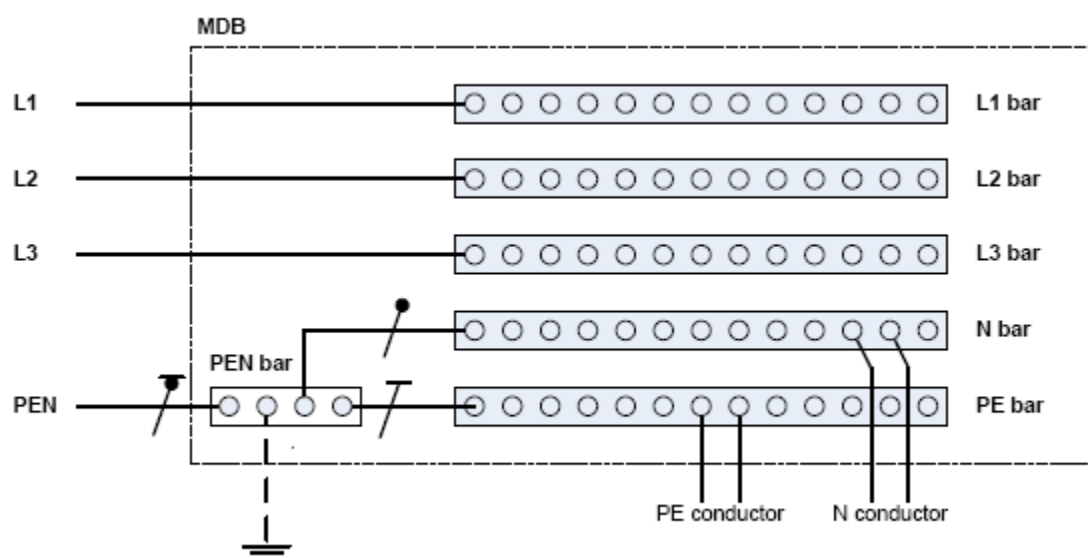 MDB
L1
L1 bar
L2
L2 bar
L3
L3 bar
N bar
PEN bar
PEN
PE bar
PE conductor
N conductor